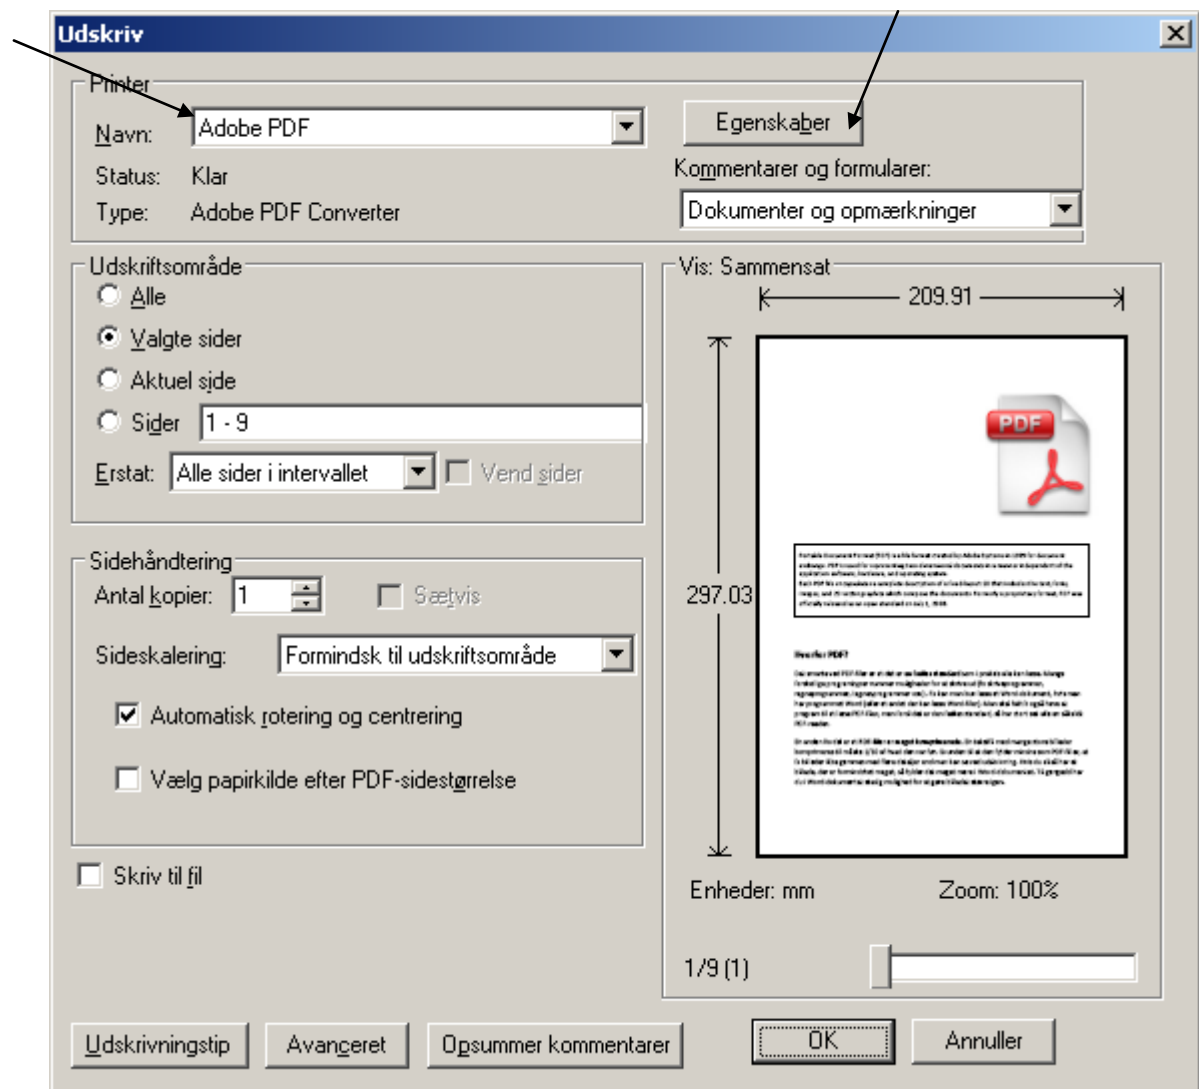 Udskriv
Printer
Navn: Adobe PDF Egenskaber
Status: Klar Kommentarer og formularer:
Type: Adobe PDF Converter Dokumenter og opmærkninger
Udskriftsområde
Alle
Valgte sider
Aktuel side
Sider 1 - 9
Erstat: Alle sider i intervallet Vend sider
Sidehåndtering
Antal kopier: 1 Sætvis
Sideskalering: Formindsk til udskriftsområde
Automatisk rotering og centrering
Vælg papirkilde efter PDF-sidestørrelse
Skriv til fil
Vis: Sammensat
209.91
297.03
PDF
Hvorfor PDF?
Enheder: mm Zoom: 100%
1/9 (1)
Udskrivningstip Avanceret Opsummer kommentarer OK Annuller